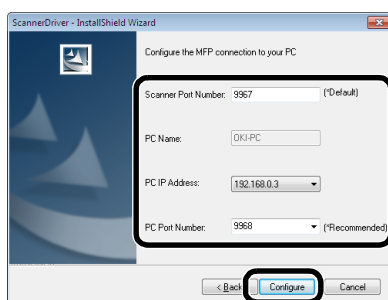 ScannerDriver - InstallShield Wizard
Configure the MFP connection to your PC
Scanner Port Number: 9967 (*Default)
PC Name: OKI-PC
PC IP Address: 192.168.0.3
PC Port Number: 9968 (*Recommended)
< Back Configure Cancel